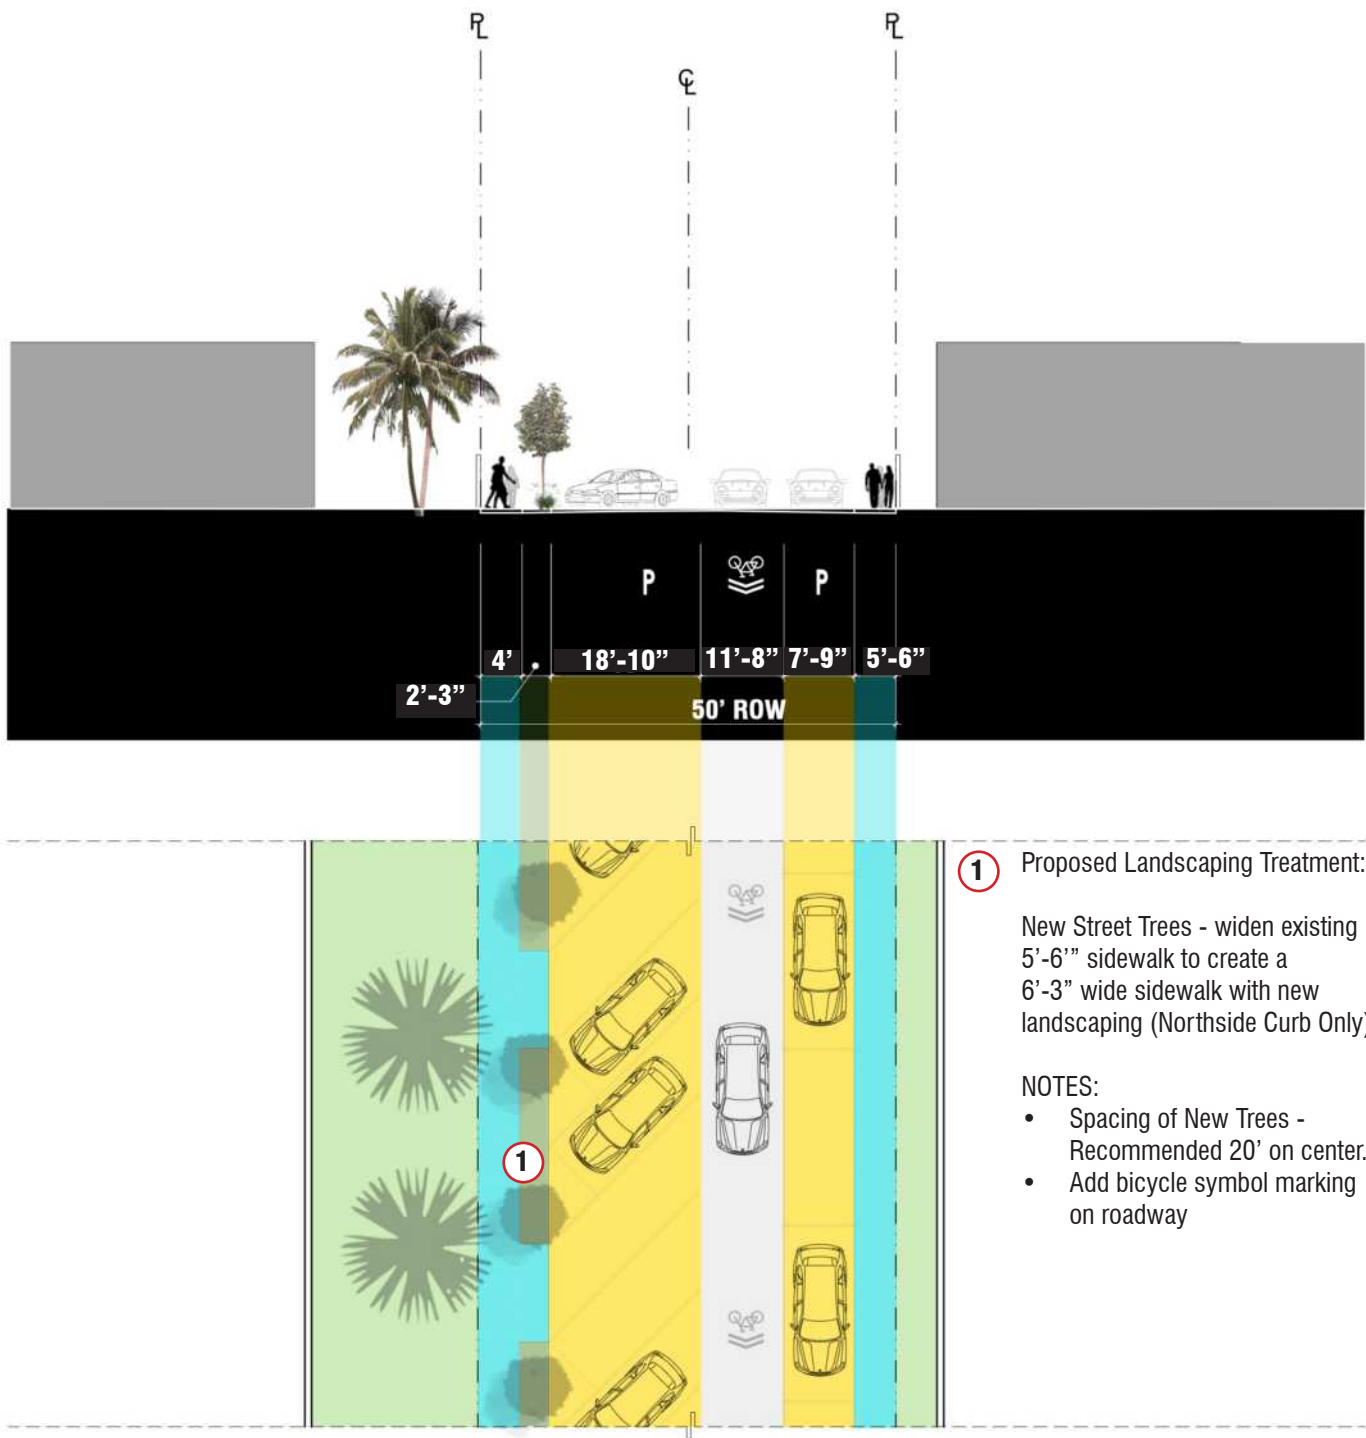 PL
PL
CL
P
P
4’
18’-10”
11’-8”
7’-9”
5’-6”
2’-3”
50’ ROW
1
Proposed Landscaping Treatment:
New Street Trees - widen existing
5’-6’” sidewalk to create a
6’-3” wide sidewalk with new
landscaping (Northside Curb Only)
NOTES:
• Spacing of New Trees -
Recommended 20’ on center.
• Add bicycle symbol marking
on roadway
1